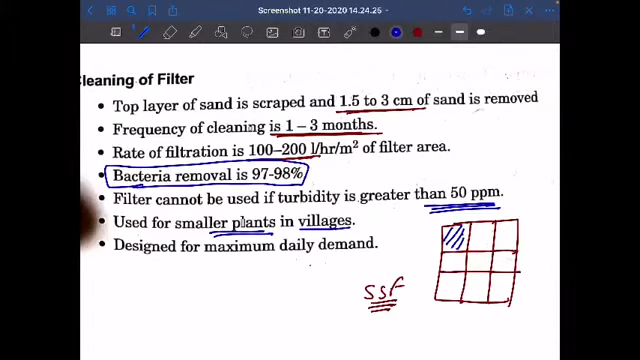 Screenshot 11-20-2020 14.24.25
Cleaning of Filter
• Top layer of sand is scraped and 1.5 to 3 cm of sand is removed
• Frequency of cleaning is 1 – 3 months.
• Rate of filtration is 100–200 l/hr/m² of filter area.
• Bacteria removal is 97-98%
• Filter cannot be used if turbidity is greater than 50 ppm.
• Used for smaller plants in villages.
• Designed for maximum daily demand.
SSF